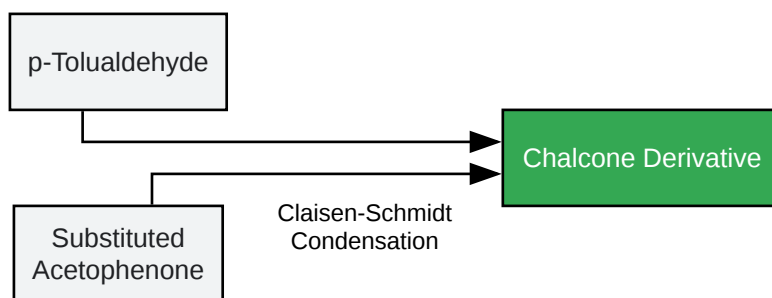 p-Tolualdehyde
Chalcone Derivative
Claisen-Schmidt
Condensation
Substituted
Acetophenone